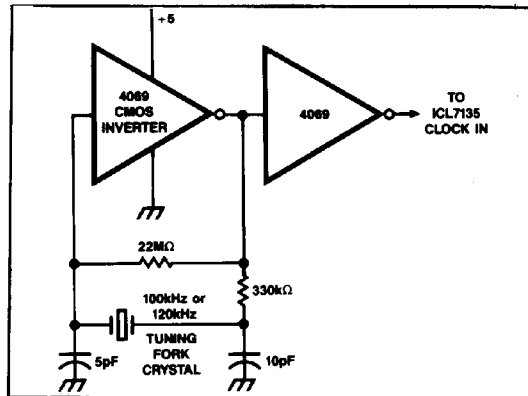 +5
4069
CMOS
INVERTER
4069
TO
ICL7135
CLOCK IN
22MΩ
330kΩ
100kHz or
120kHz
TUNING
FORK
CRYSTAL
5pF
10pF